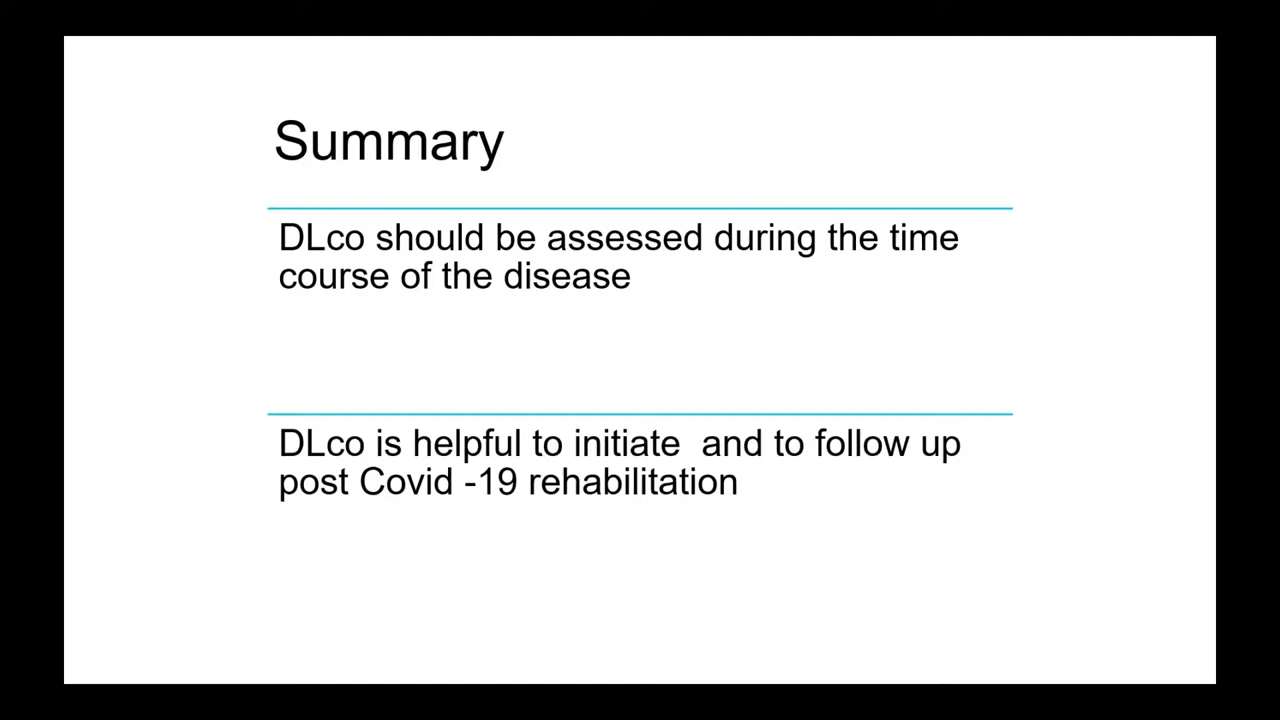 Summary
DLco should be assessed during the time
course of the disease
DLco is helpful to initiate  and to follow up
post Covid -19 rehabilitation